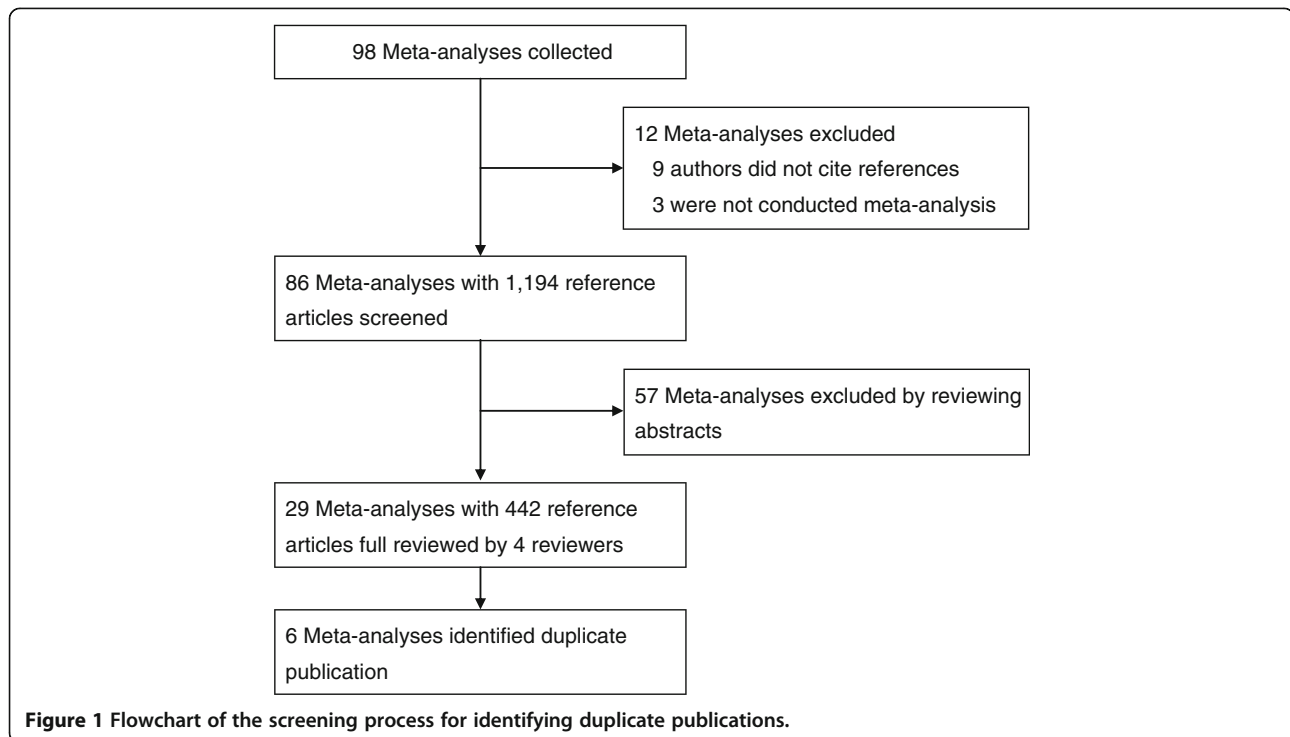 98 Meta-analyses collected
12 Meta-analyses excluded
9 authors did not cite references
3 were not conducted meta-analysis
86 Meta-analyses with 1,194 reference
articles screened
57 Meta-analyses excluded by reviewing
abstracts
29 Meta-analyses with 442 reference
articles full reviewed by 4 reviewers
6 Meta-analyses identified duplicate
publication
Figure 1 Flowchart of the screening process for identifying duplicate publications.